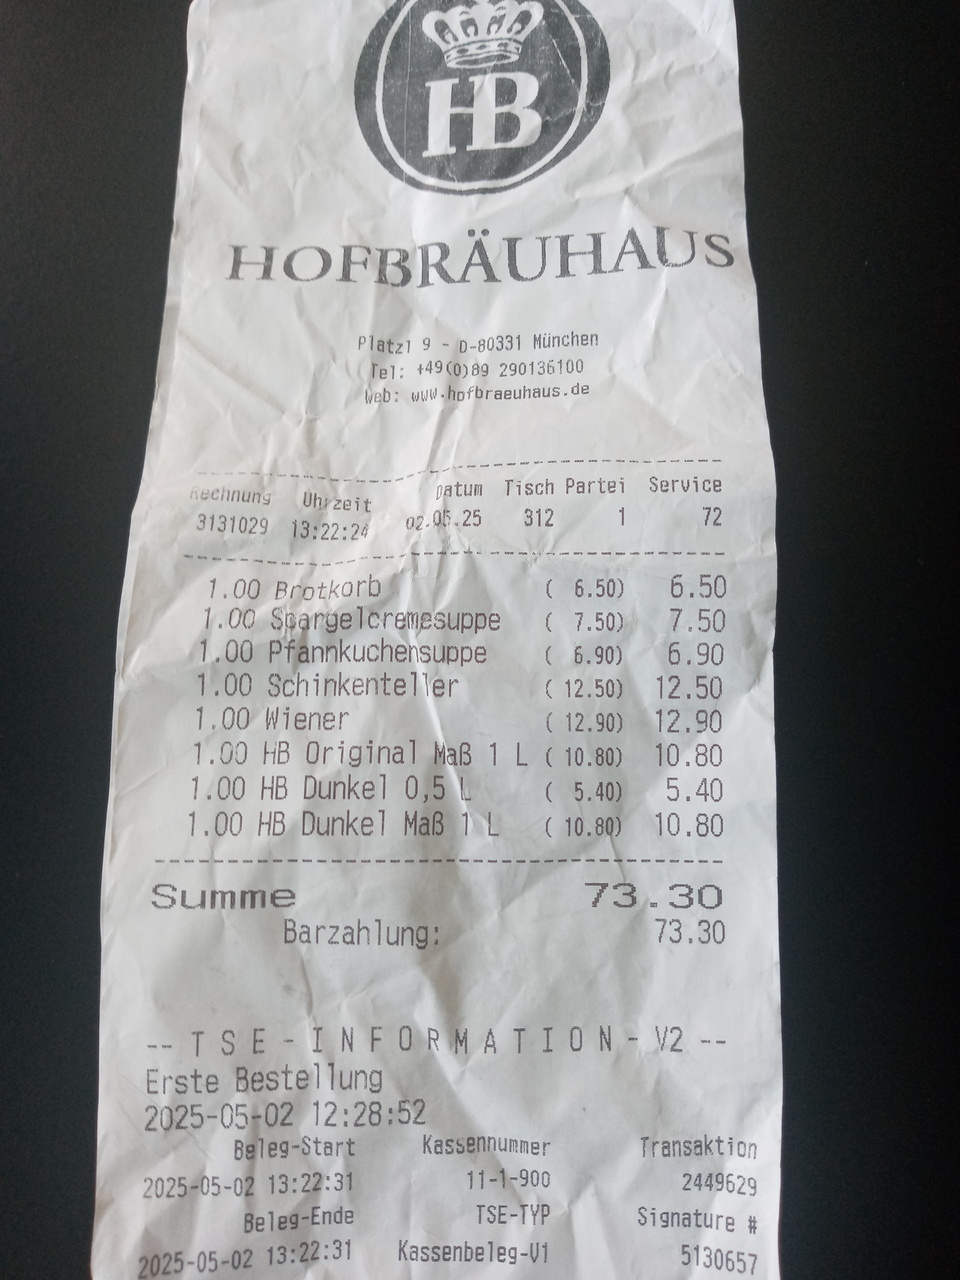 HB
HOFBRÄUHAUS
Platzl 9 - D-80331 München
Tel: +49(0)89 290136100
Web: www.hofbraeuhaus.de
Rechnung Uhrzeit Datum Tisch Partei Service
3131029 13:22:24 02.05.25 312 1 72
1.00 Brotkorb ( 6.50) 6.50
1.00 Spargelcremesuppe ( 7.50) 7.50
1.00 Pfannkuchensuppe ( 6.90) 6.90
1.00 Schinkenteller ( 12.50) 12.50
1.00 Wiener ( 12.90) 12.90
1.00 HB Original Maß 1 L ( 10.80) 10.80
1.00 HB Dunkel 0,5 L ( 5.40) 5.40
1.00 HB Dunkel Maß 1 L ( 10.80) 10.80
Summe 73.30
Barzahlung: 73.30
-- T S E - I N F O R M A T I O N - V2 --
Erste Bestellung
2025-05-02 12:28:52
Beleg-Start Kassennummer Transaktion
2025-05-02 13:22:31 11-1-900 2449629
Beleg-Ende TSE-TYP Signature #
2025-05-02 13:22:31 Kassenbeleg-V1 5130657